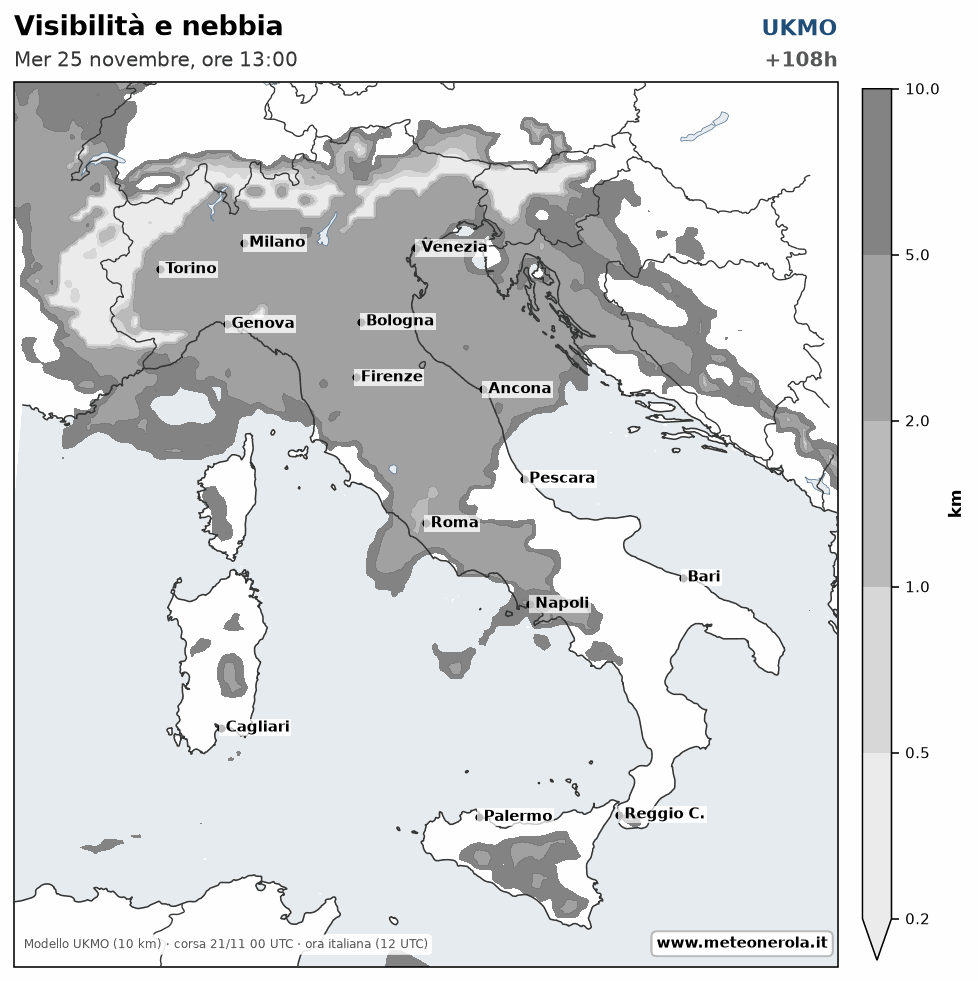 Visibilità e nebbia
UKMO
Mer 25 novembre, ore 13:00
+108h
10.0
5.0
2.0
1.0
0.5
0.2
km
Milano
Venezia
Torino
Genova
Bologna
Firenze
Ancona
Pescara
Roma
Bari
Napoli
Cagliari
Palermo
Reggio C.
Modello UKMO (10 km) · corsa 21/11 00 UTC · ora italiana (12 UTC)
www.meteonerola.it